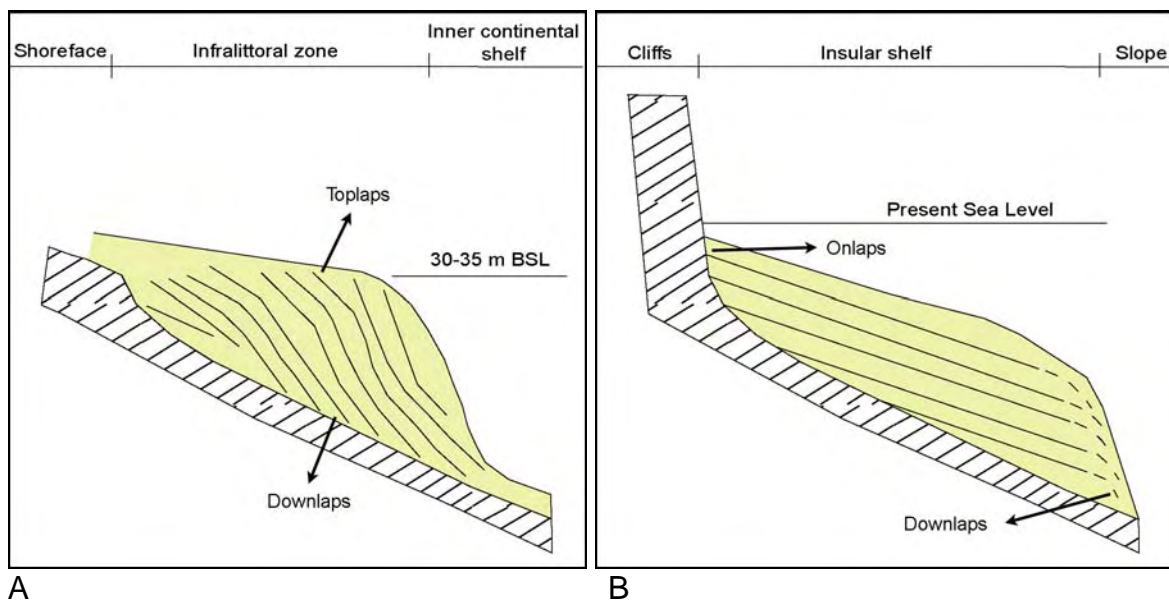 Shoreface
Infralittoral zone
Inner continental
shelf
Toplaps
30-35 m BSL
Downlaps
A
Cliffs
Insular shelf
Slope
Present Sea Level
Onlaps
Downlaps
B